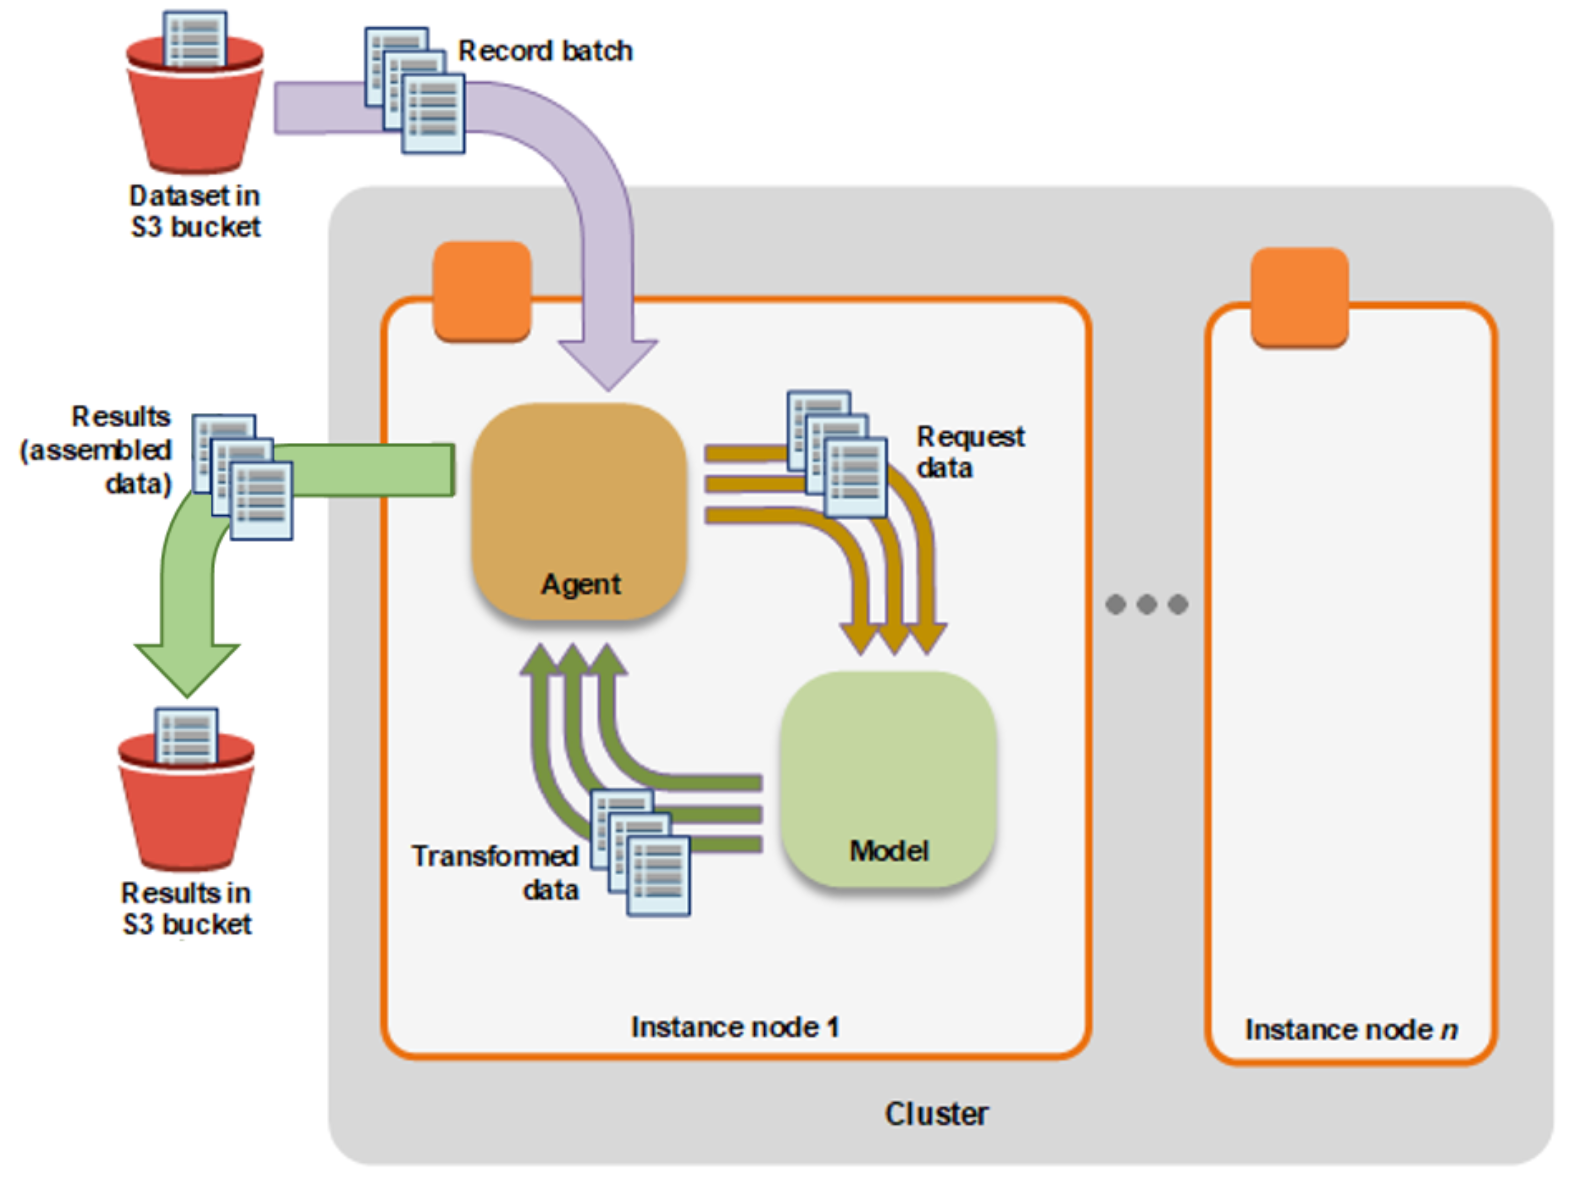 Record batch
Dataset in
S3 bucket
Results
(assembled
data)
Request
data
Agent
Model
Transformed
data
Results in
S3 bucket
Instance node 1
Instance node n
Cluster